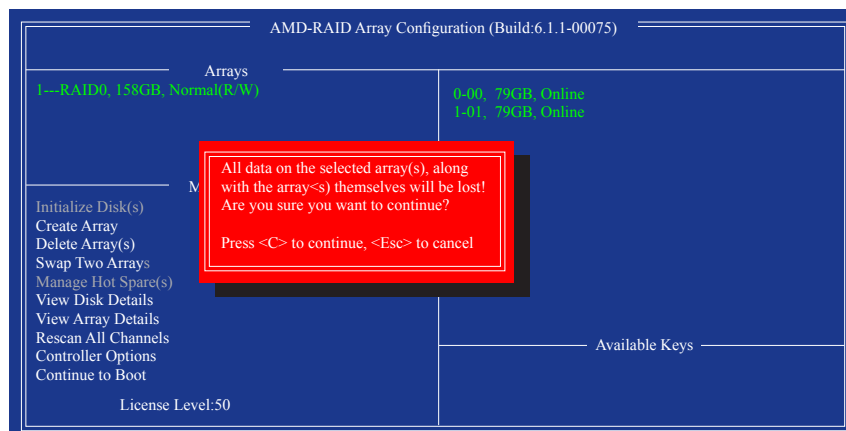 AMD-RAID Array Configuration (Build:6.1.1-00075)
Arrays
1---RAID0, 158GB, Normal(R/W)
0-00, 79GB, Online
1-01, 79GB, Online
All data on the selected array(s), along
with the array<s) themselves will be lost!
Are you sure you want to continue?
Press <C> to continue, <Esc> to cancel
M
Initialize Disk(s)
Create Array
Delete Array(s)
Swap Two Arrays
Manage Hot Spare(s)
View Disk Details
View Array Details
Rescan All Channels
Controller Options
Continue to Boot
License Level:50
Available Keys